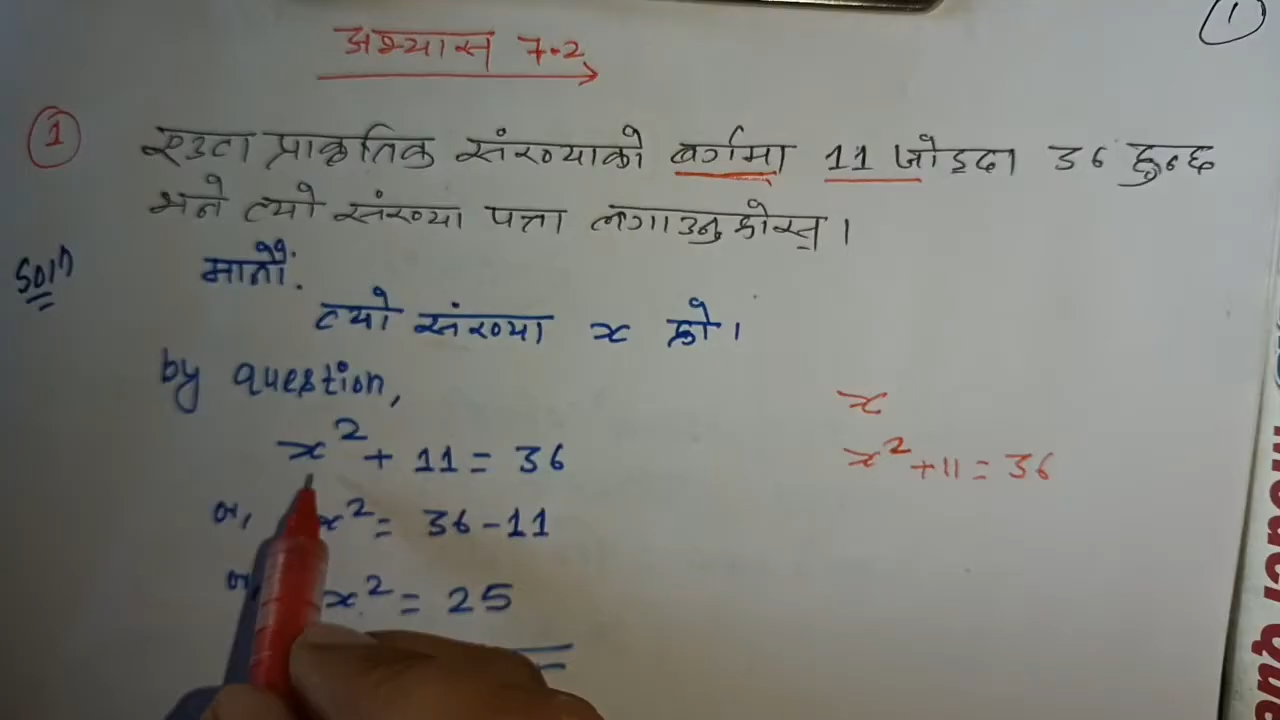 1
अभ्यास 7.2
1 एउटा प्राकृतिक संख्याको बर्गमा 11 जोड्दा 36 हुन्छ
भने त्यो संख्या पत्ता लगाउनुहोस्।
Solⁿ मानौं:
त्यो संख्या x हो।
by question,
x² + 11 = 36
or, x² = 36 - 11
or, x² = 25
x
x² + 11 = 36